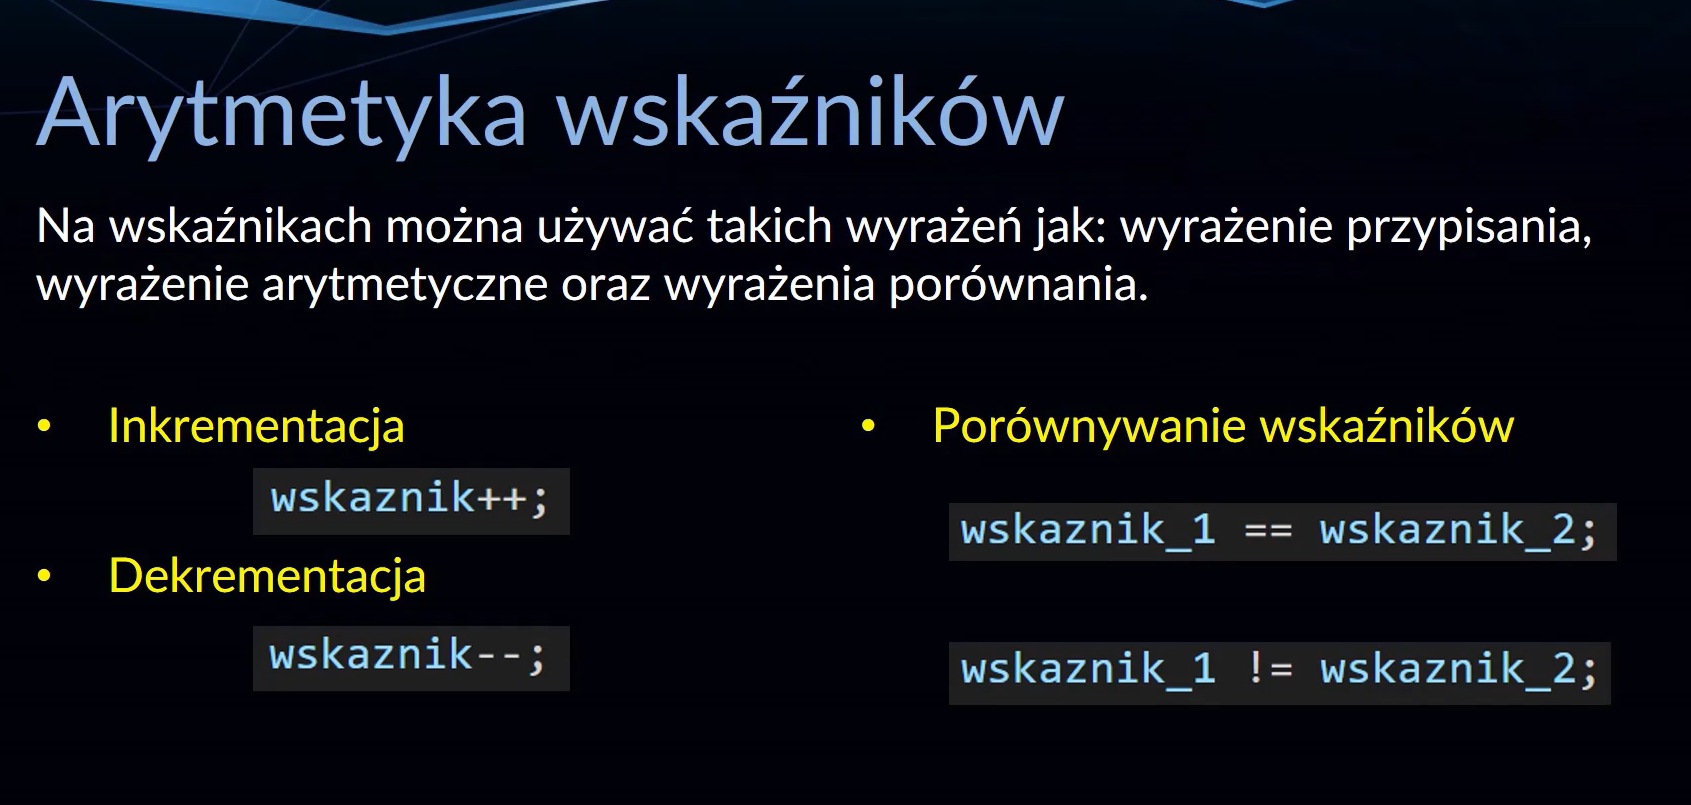 Arytmetyka wskaźników
Na wskaźnikach można używać takich wyrażeń jak: wyrażenie przypisania,
wyrażenie arytmetyczne oraz wyrażenia porównania.
• Inkrementacja
wskaznik++;
• Dekrementacja
wskaznik--;
• Porównywanie wskaźników
wskaznik_1 == wskaznik_2;
wskaznik_1 != wskaznik_2;